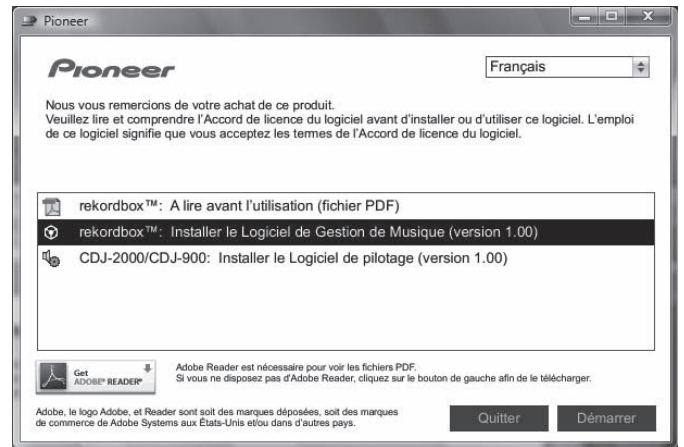 Pioneer
Pioneer
Français
Nous vous remercions de votre achat de ce produit.
Veuillez lire et comprendre l'Accord de licence du logiciel avant d'installer ou d'utiliser ce logiciel. L'emploi
de ce logiciel signifie que vous acceptez les termes de l'Accord de licence du logiciel.
rekordbox™: A lire avant l'utilisation (fichier PDF)
rekordbox™: Installer le Logiciel de Gestion de Musique (version 1.00)
CDJ-2000/CDJ-900: Installer le Logiciel de pilotage (version 1.00)
Get
ADOBE® READER®
Adobe Reader est nécessaire pour voir les fichiers PDF.
Si vous ne disposez pas d'Adobe Reader, cliquez sur le bouton de gauche afin de le télécharger.
Adobe, le logo Adobe, et Reader sont soit des marques déposées, soit des marques
de commerce de Adobe Systems aux États-Unis et/ou dans d'autres pays.
Quitter
Démarrer